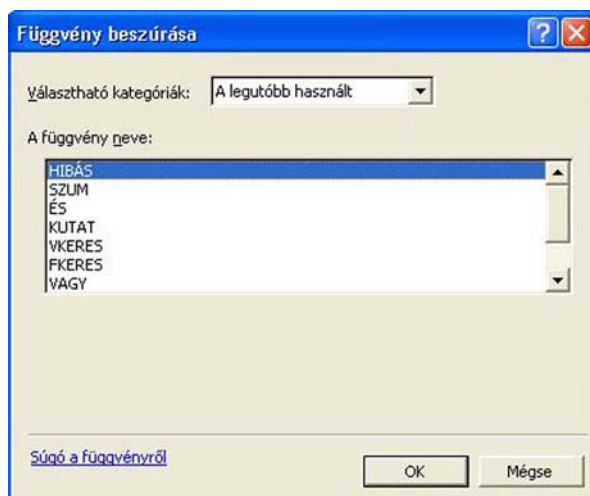 Függvény beszúrása
Választható kategóriák: A legutóbb használt
A függvény neve:
HIBÁS
SZUM
ÉS
KUTAT
VKERES
FKERES
VAGY
Súgó a függvényről
OK Mégse